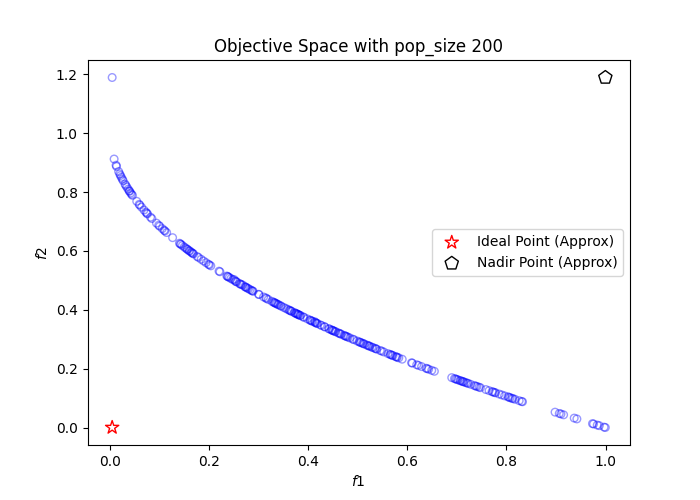 Objective Space with pop_size 200
1.2
1.0
0.8
0.6
0.4
0.2
0.0
f2
Ideal Point (Approx)
Nadir Point (Approx)
0.0 0.2 0.4 0.6 0.8 1.0
f1